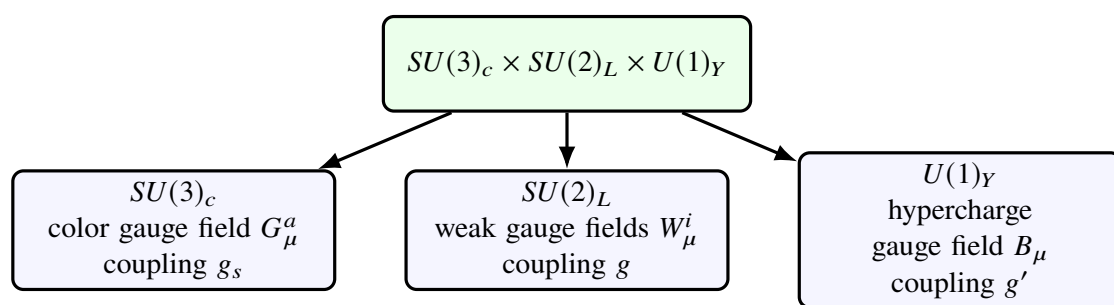 SU(3)_c × SU(2)_L × U(1)_Y
SU(3)_c
color gauge field G^a_μ
coupling g_s
SU(2)_L
weak gauge fields W^i_μ
coupling g
U(1)_Y
hypercharge
gauge field B_μ
coupling g′